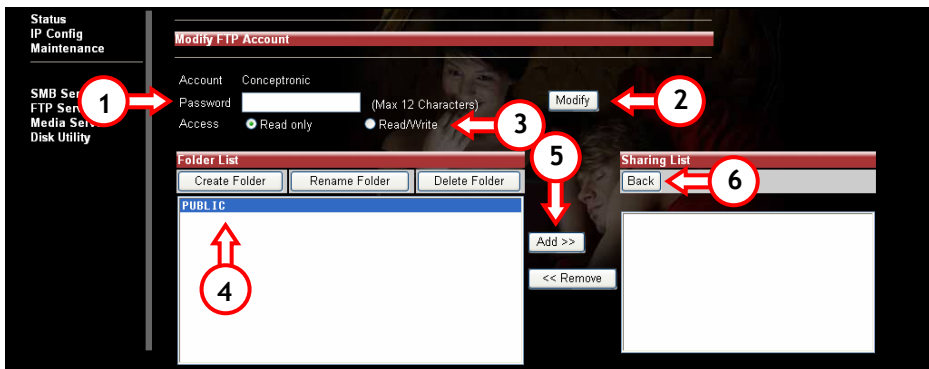 Status
IP Config
Maintenance
SMB Ser
FTP Ser
Media Ser
Disk Utility
Modify FTP Account
Account Conceptronic
Password (Max 12 Characters) Modify
Access Read only Read/Write
1
2
3
Folder List
Create Folder Rename Folder Delete Folder
PUBLIC
4
5
Add >>
<< Remove
Sharing List
Back
6